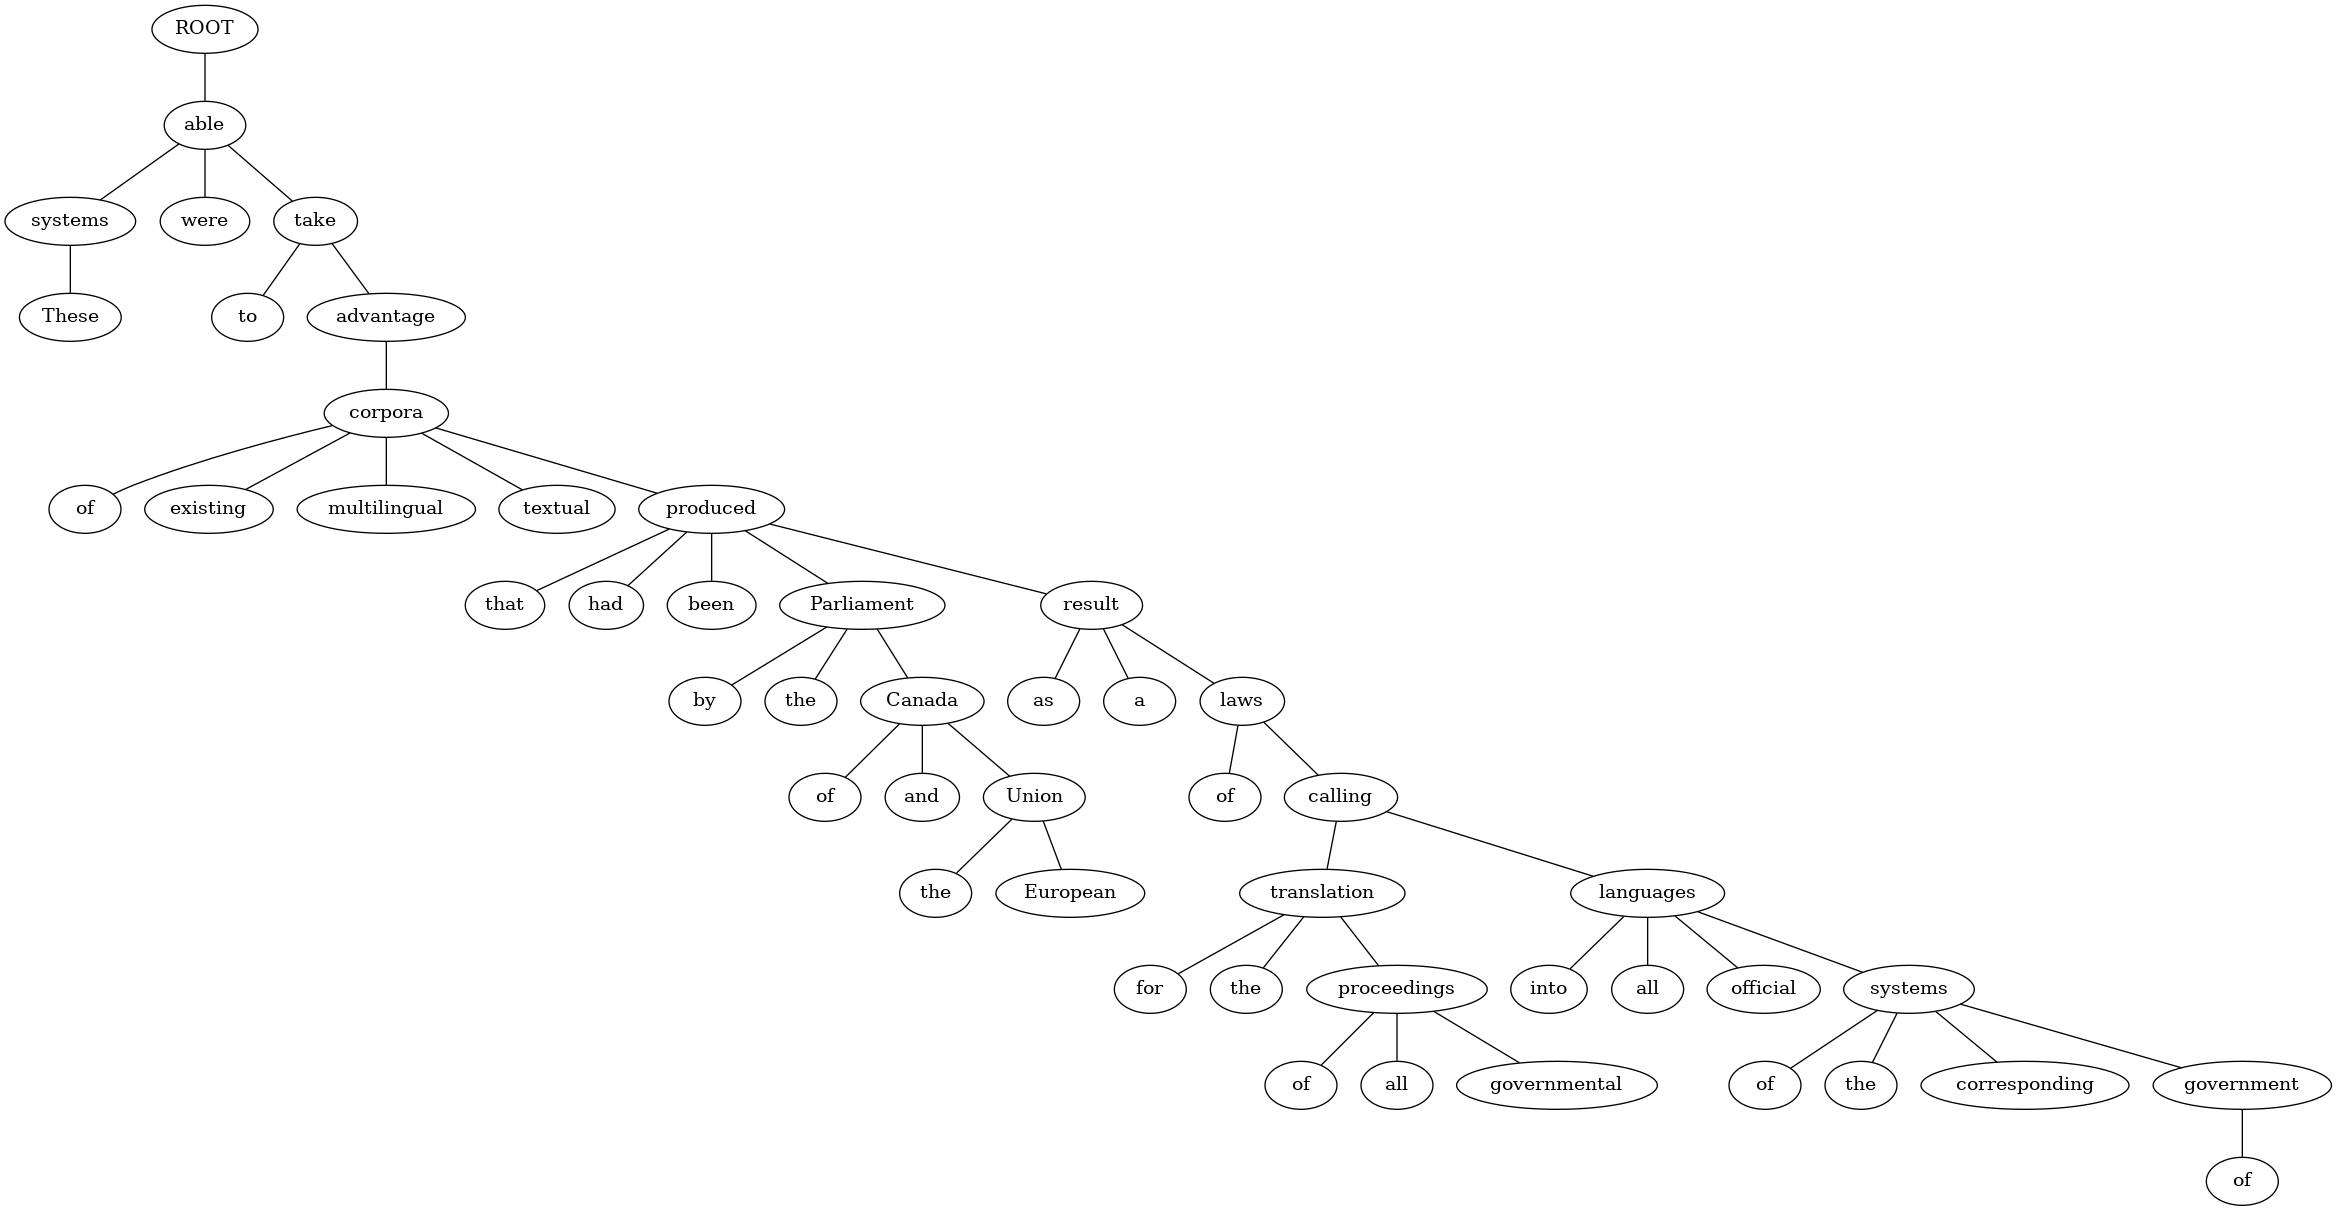 ROOT
able
systems were take
These to advantage
corpora
of existing multilingual textual produced
that had been Parliament result
by the Canada as a laws
of and Union of calling
the European translation languages
for the proceedings into all official systems
of all governmental of the corresponding government
of